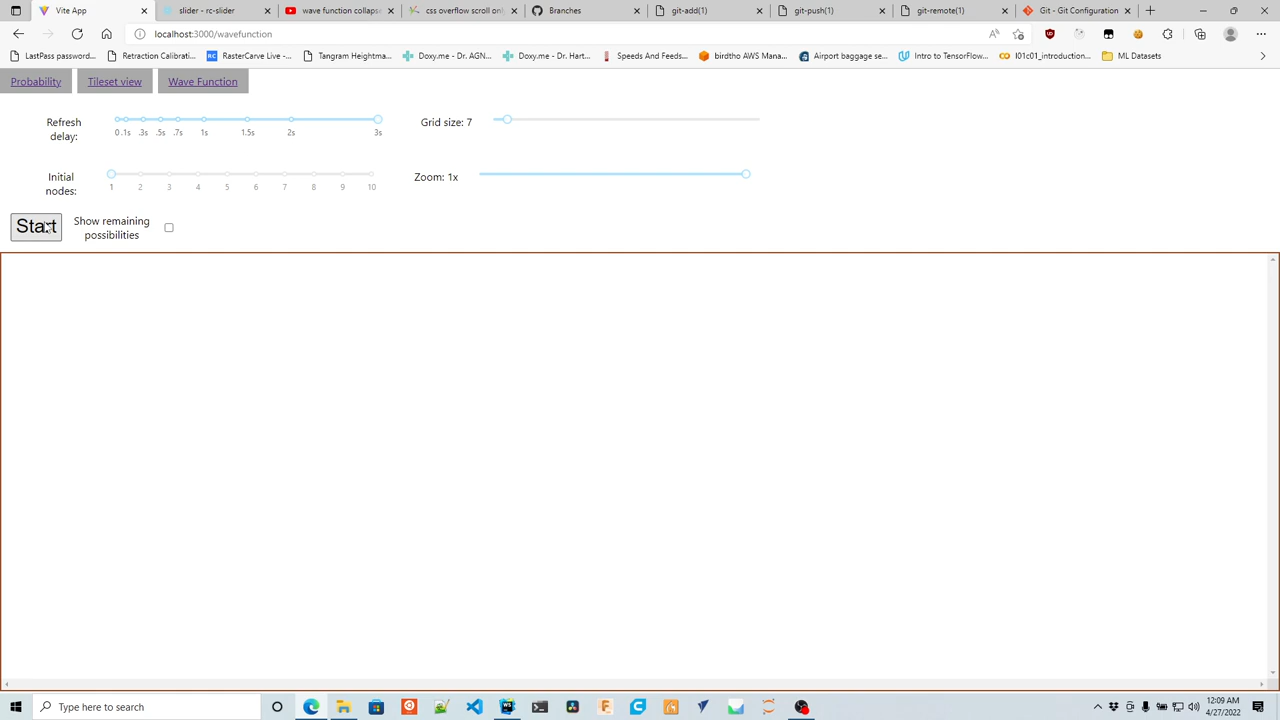 Vite App
slider - rc-slider
wave function collaps
css overflow scroll onl
Branches
git-add(1)
git-push(1)
git-remote(1)
Git - Git Configuration
localhost:3000/wavefunction
LastPass password...
Retraction Calibrati...
RasterCarve Live -...
Tangram Heightma...
Doxy.me - Dr. AGN...
Doxy.me - Dr. Hart...
Speeds And Feeds...
birdtho AWS Mana...
Airport baggage se...
Intro to TensorFlow...
l01c01_introduction...
ML Datasets
Probability
Tileset view
Wave Function
Refresh
delay:
0 .1s .3s .5s .7s 1s 1.5s 2s 3s
Grid size: 7
Initial
nodes:
1 2 3 4 5 6 7 8 9 10
Zoom: 1x
Start
Show remaining
possibilities
Type here to search
12:09 AM
4/27/2022